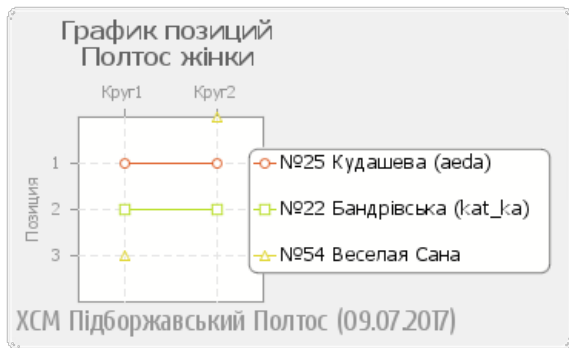 График позиций
Полтос жінки
Круг1 Круг2
Позиция
1
2
3
№25 Кудашева (aeda)
№22 Бандрівська (kat_ka)
№54 Веселая Сана
ХСМ Підборжавський Полтос (09.07.2017)